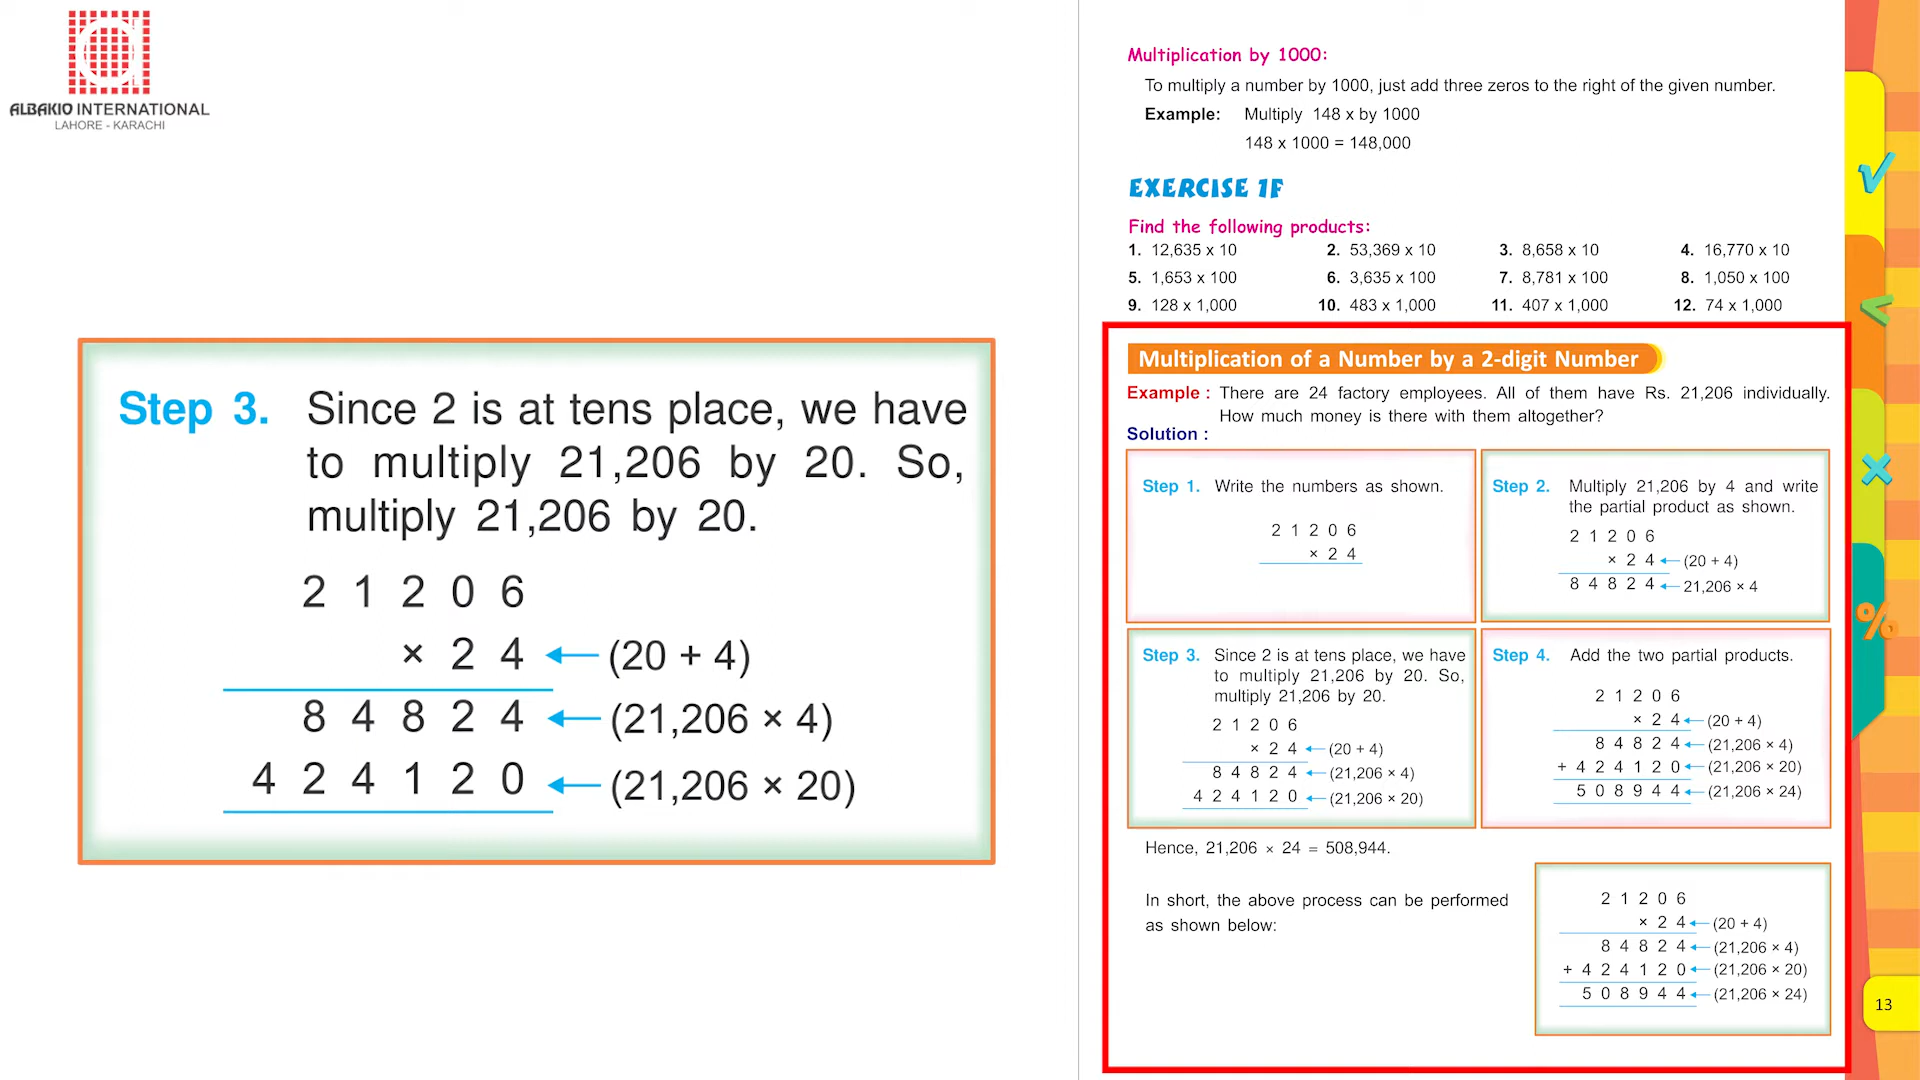 ALBAKIO INTERNATIONAL
LAHORE - KARACHI
Step 3. Since 2 is at tens place, we have
to multiply 21,206 by 20. So,
multiply 21,206 by 20.
2 1 2 0 6
× 2 4 ← (20 + 4)
8 4 8 2 4 ← (21,206 × 4)
4 2 4 1 2 0 ← (21,206 × 20)
Multiplication by 1000:
To multiply a number by 1000, just add three zeros to the right of the given number.
Example: Multiply 148 x by 1000
148 x 1000 = 148,000
EXERCISE 1F
Find the following products:
1. 12,635 x 10 2. 53,369 x 10 3. 8,658 x 10 4. 16,770 x 10
5. 1,653 x 100 6. 3,635 x 100 7. 8,781 x 100 8. 1,050 x 100
9. 128 x 1,000 10. 483 x 1,000 11. 407 x 1,000 12. 74 x 1,000
Multiplication of a Number by a 2-digit Number
Example : There are 24 factory employees. All of them have Rs. 21,206 individually.
How much money is there with them altogether?
Solution :
Step 1. Write the numbers as shown.
2 1 2 0 6
× 2 4
Step 2. Multiply 21,206 by 4 and write
the partial product as shown.
2 1 2 0 6
× 2 4 ← (20 + 4)
8 4 8 2 4 ← 21,206 × 4
Step 3. Since 2 is at tens place, we have
to multiply 21,206 by 20. So,
multiply 21,206 by 20.
2 1 2 0 6
× 2 4 ← (20 + 4)
8 4 8 2 4 ← (21,206 × 4)
4 2 4 1 2 0 ← (21,206 × 20)
Step 4. Add the two partial products.
2 1 2 0 6
× 2 4 ← (20 + 4)
8 4 8 2 4 ← (21,206 × 4)
+ 4 2 4 1 2 0 ← (21,206 × 20)
5 0 8 9 4 4 ← (21,206 × 24)
Hence, 21,206 × 24 = 508,944.
In short, the above process can be performed
as shown below:
2 1 2 0 6
× 2 4 ← (20 + 4)
8 4 8 2 4 ← (21,206 × 4)
+ 4 2 4 1 2 0 ← (21,206 × 20)
5 0 8 9 4 4 ← (21,206 × 24)
√
<
×
%
13